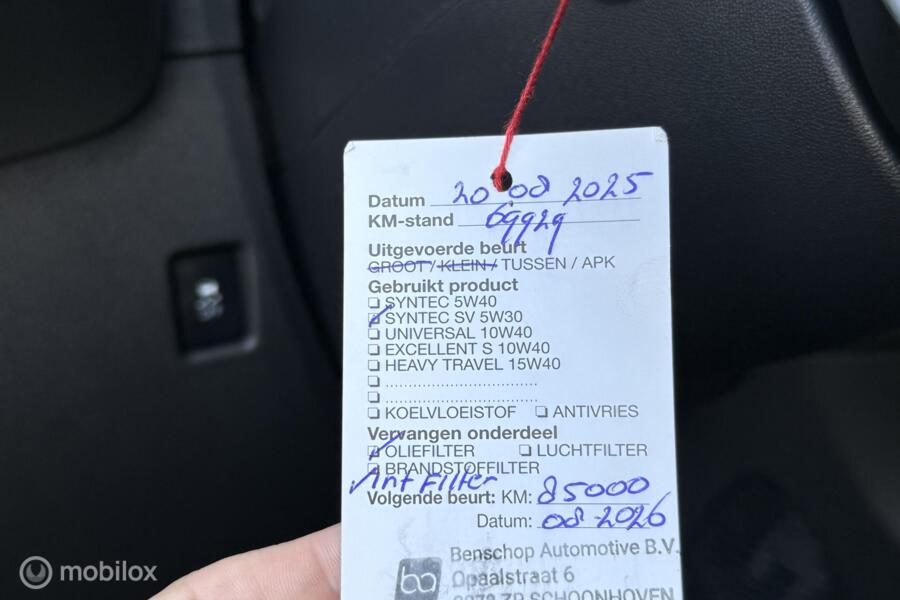 Datum 20.08 2025
KM-stand 69929
Uitgevoerde beurt
GROOT / KLEIN / TUSSEN / APK
Gebruikt product
SYNTEC 5W40
SYNTEC SV 5W30
UNIVERSAL 10W40
EXCELLENT S 10W40
HEAVY TRAVEL 15W40
KOELVLOEISTOF ANTIVRIES
Vervangen onderdeel
OLIEFILTER LUCHTFILTER
BRANDSTOFFILTER
Filter
Volgende beurt: KM: 85000
Datum: 08-2026
Benschop Automotive B.V.
Opaalstraat 6
SCHOONHOVEN
mobilox